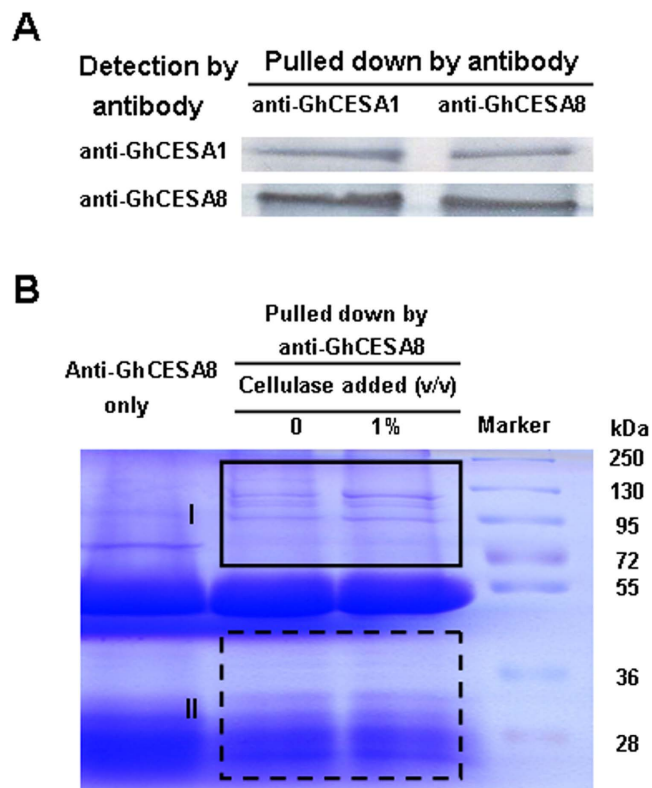 A
Detection by
antibody
Pulled down by antibody
anti-GhCESA1 anti-GhCESA8
anti-GhCESA1
anti-GhCESA8
B
Anti-GhCESA8
only
Pulled down by
anti-GhCESA8
Cellulase added (v/v)
0 1%
Marker
kDa
250
130
95
72
55
36
28
I
II